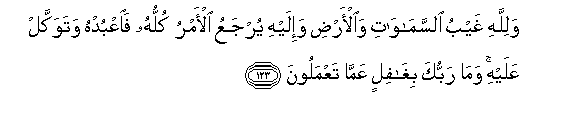 وَلِلَّهِ غَيْبُ ٱلسَّمَـٰوَٰتِ وَٱلْأَرْضِ وَإِلَيْهِ يُرْجَعُ ٱلْأَمْرُ كُلُّهُۥ فَٱعْبُدْهُ وَتَوَكَّلْ
عَلَيْهِ ۚ وَمَا رَبُّكَ بِغَـٰفِلٍ عَمَّا تَعْمَلُونَ ١٢٣